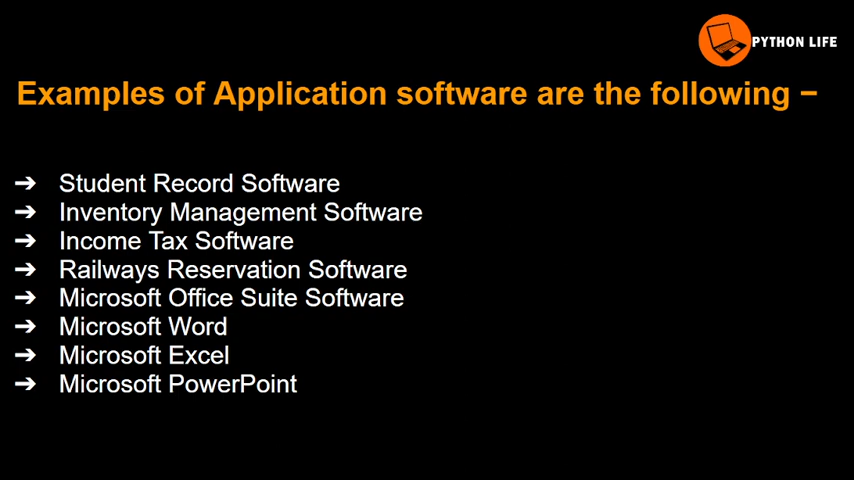 PYTHON LIFE
Examples of Application software are the following −
➔ Student Record Software
➔ Inventory Management Software
➔ Income Tax Software
➔ Railways Reservation Software
➔ Microsoft Office Suite Software
➔ Microsoft Word
➔ Microsoft Excel
➔ Microsoft PowerPoint